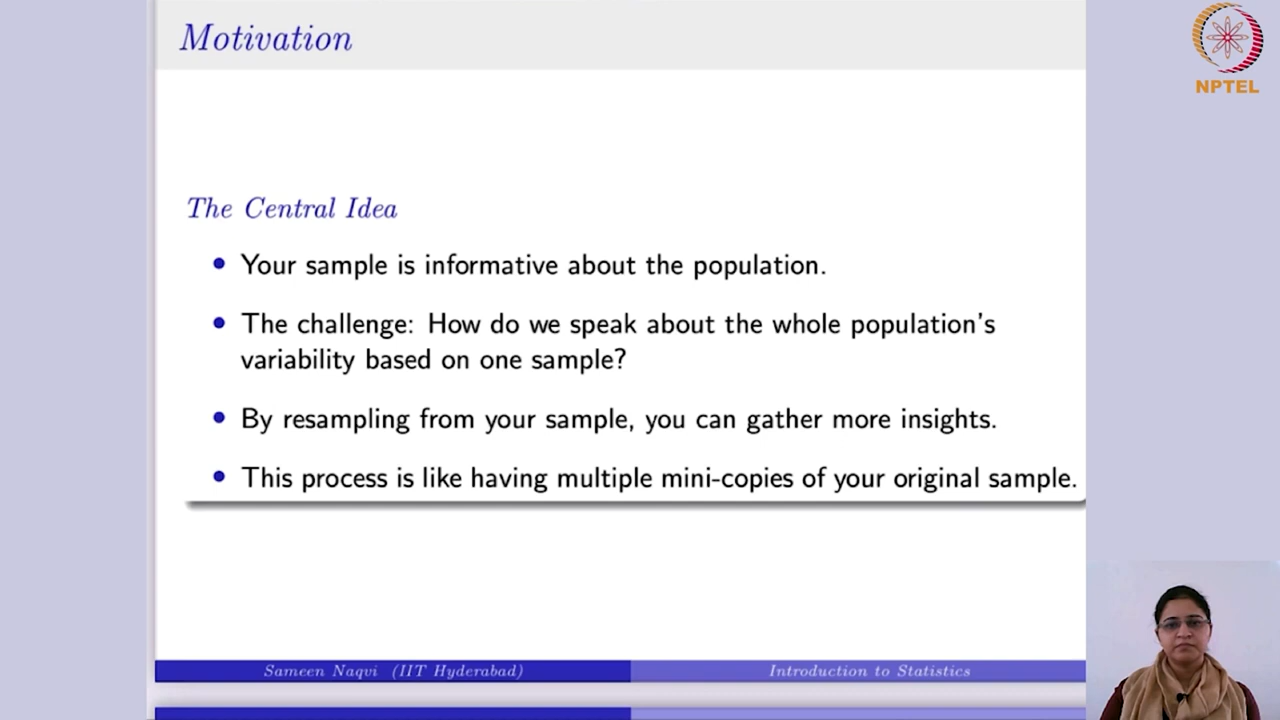 Motivation
NPTEL
The Central Idea
Your sample is informative about the population.
The challenge: How do we speak about the whole population's
variability based on one sample?
By resampling from your sample, you can gather more insights.
This process is like having multiple mini-copies of your original sample.
Sameen Naqvi (IIT Hyderabad)
Introduction to Statistics